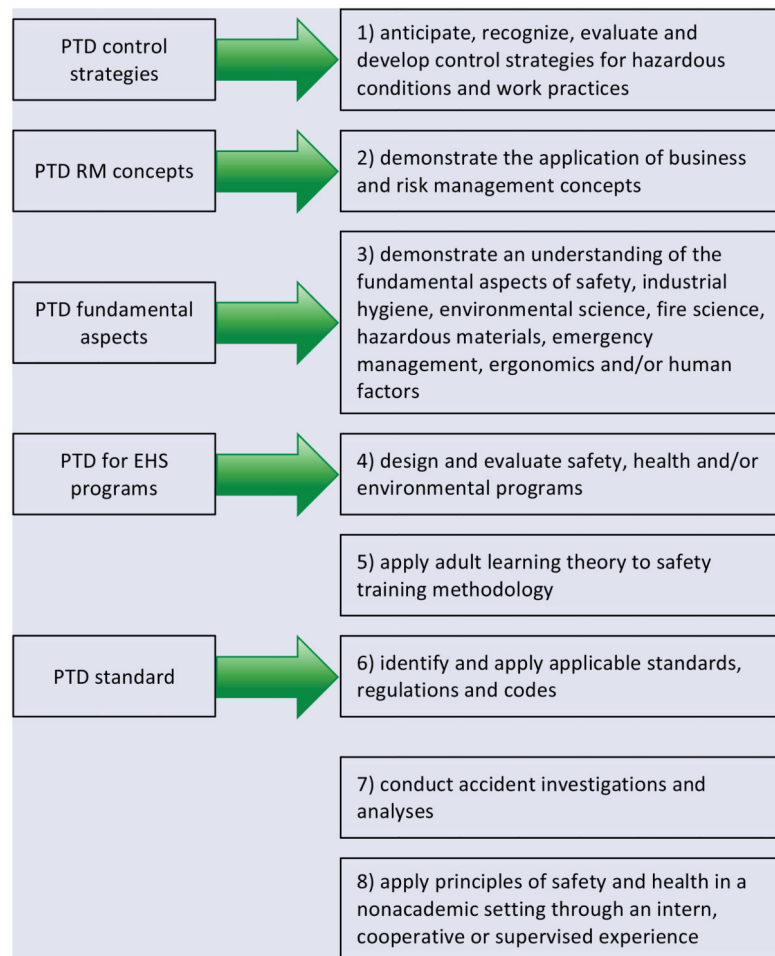 PTD control
strategies
1) anticipate, recognize, evaluate and
develop control strategies for hazardous
conditions and work practices
PTD RM concepts
2) demonstrate the application of business
and risk management concepts
PTD fundamental
aspects
3) demonstrate an understanding of the
fundamental aspects of safety, industrial
hygiene, environmental science, fire science,
hazardous materials, emergency
management, ergonomics and/or human
factors
PTD for EHS
programs
4) design and evaluate safety, health and/or
environmental programs
5) apply adult learning theory to safety
training methodology
PTD standard
6) identify and apply applicable standards,
regulations and codes
7) conduct accident investigations and
analyses
8) apply principles of safety and health in a
nonacademic setting through an intern,
cooperative or supervised experience